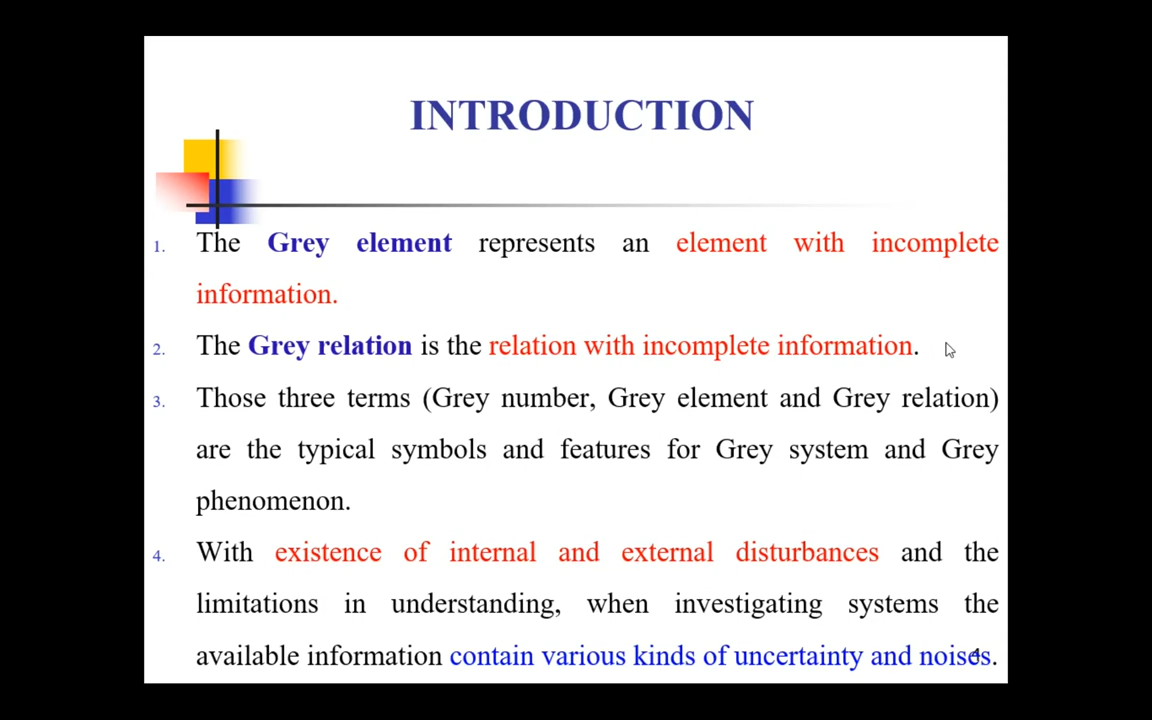 INTRODUCTION
1. The Grey element represents an element with incomplete
information.
2. The Grey relation is the relation with incomplete information.
3. Those three terms (Grey number, Grey element and Grey relation)
are the typical symbols and features for Grey system and Grey
phenomenon.
4. With existence of internal and external disturbances and the
limitations in understanding, when investigating systems the
available information contain various kinds of uncertainty and noises.
4